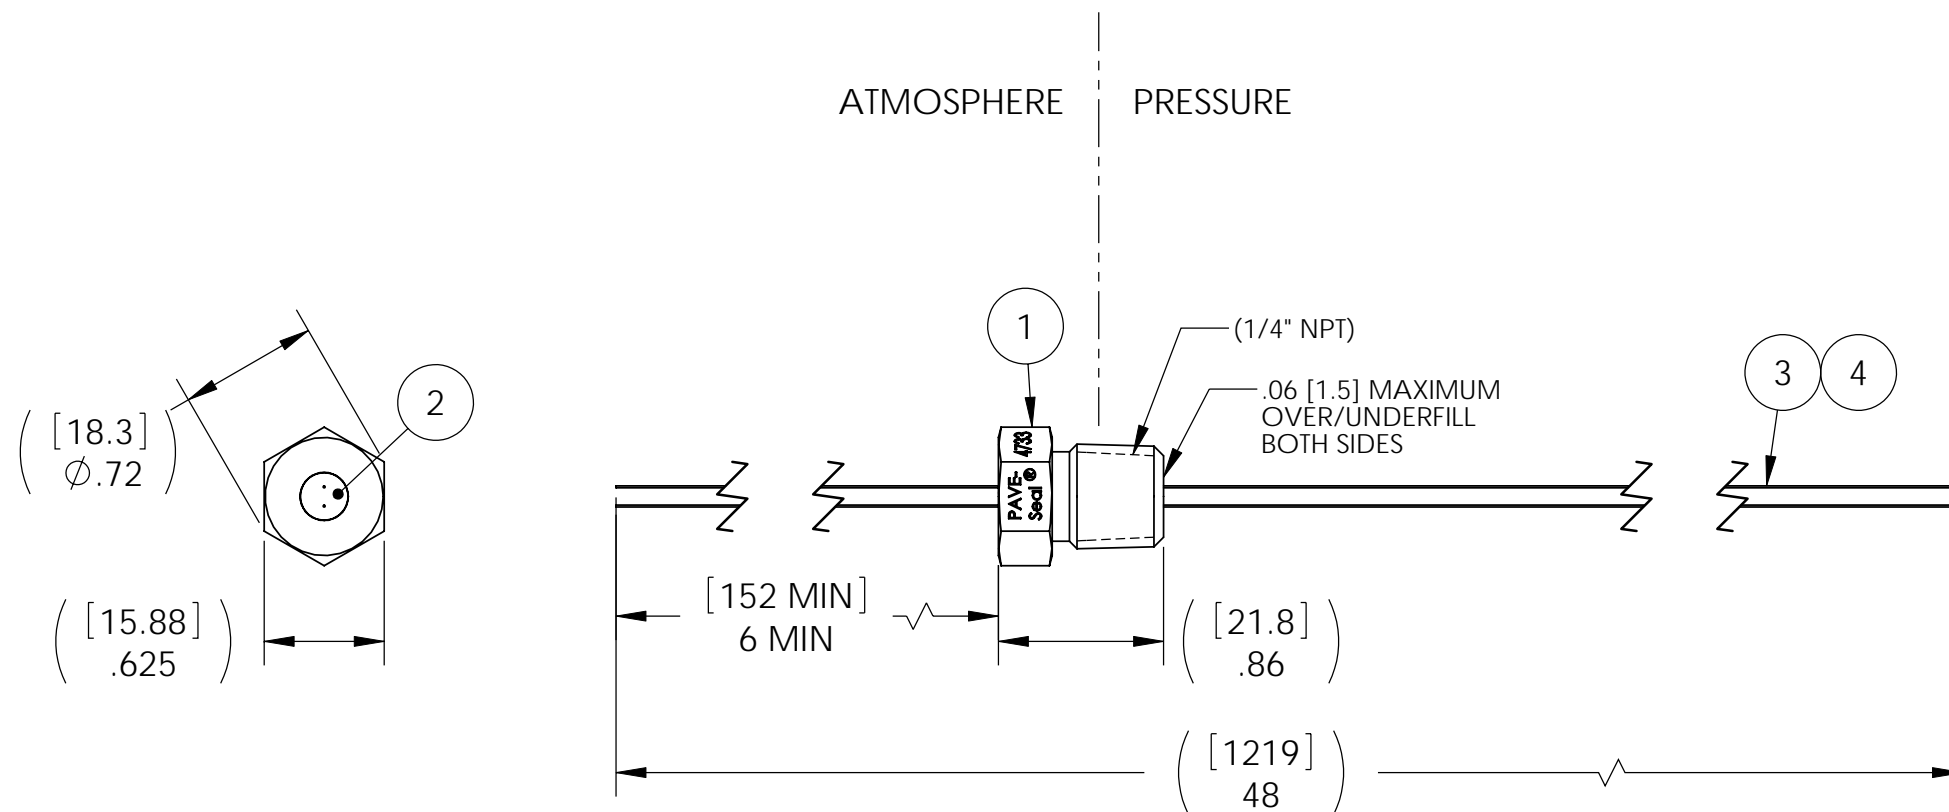 ATMOSPHERE
PRESSURE
1
(1/4" NPT)
3
4
2
.06 [1.5] MAXIMUM
OVER/UNDERFILL
BOTH SIDES
([18.3]
Ø.72)
4733
PAVE-
Seal ®
[152 MIN]
6 MIN
([15.88]
.625)
([21.8]
.86)
([1219]
48)